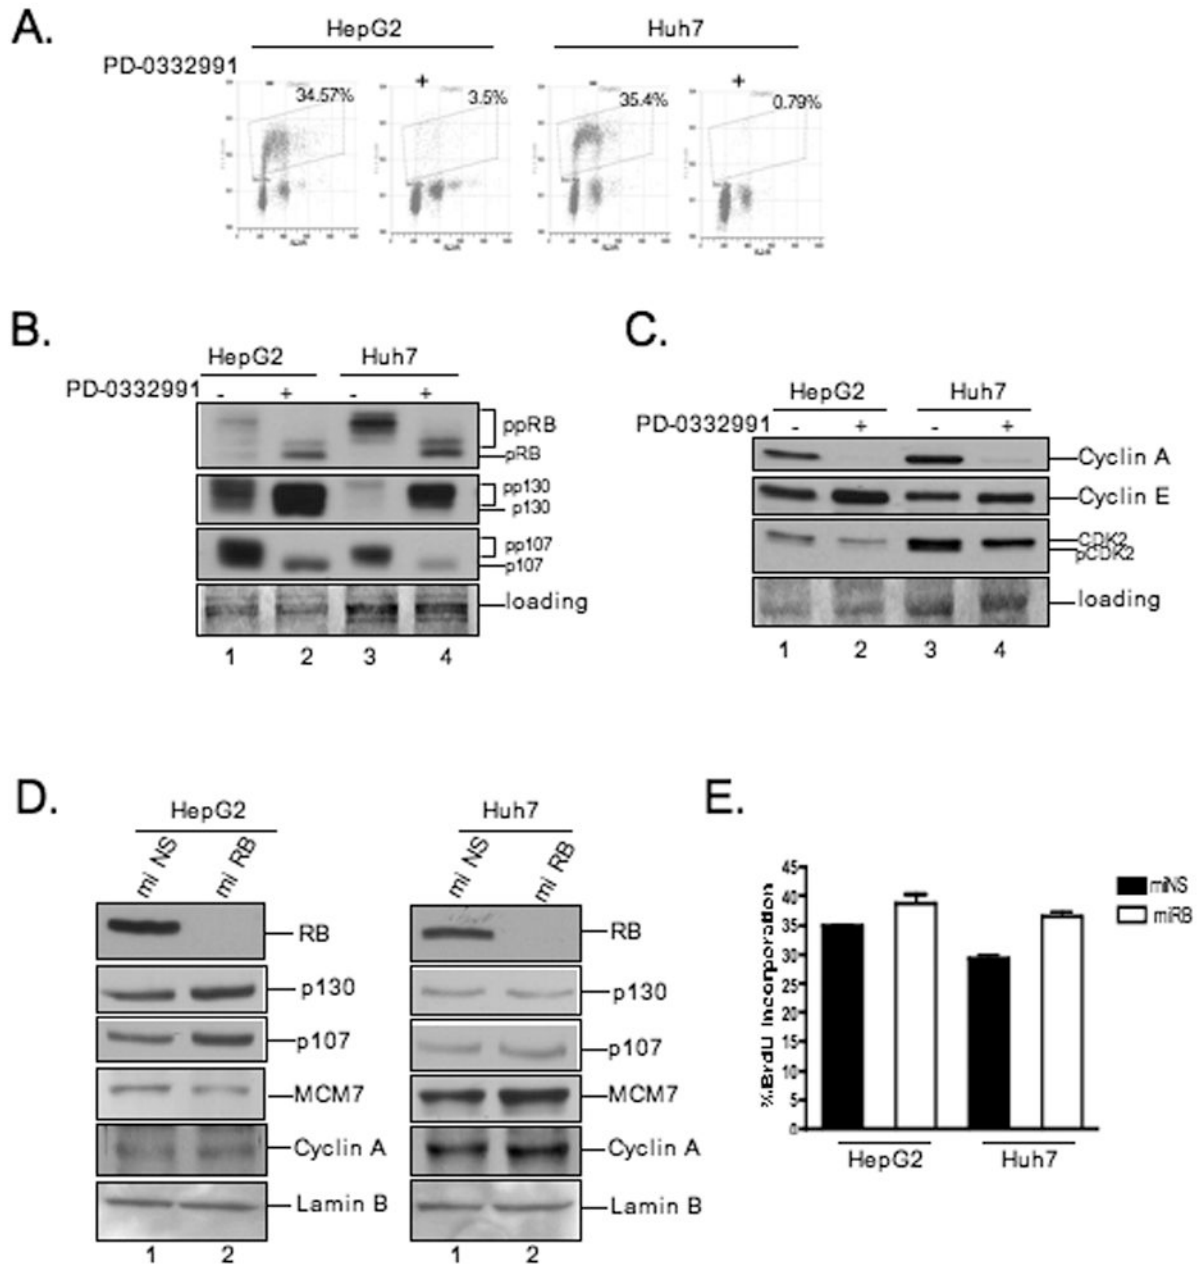 A.
HepG2 Huh7
PD-0332991 + +
34.57% 3.5% 35.4% 0.79%
B.
HepG2 Huh7
PD-0332991 - + - +
ppRB
pRB
pp130
p130
pp107
p107
loading
1 2 3 4
C.
HepG2 Huh7
PD-0332991 - + - +
Cyclin A
Cyclin E
CDK2
pCDK2
loading
1 2 3 4
D.
HepG2 Huh7
mi NS mi RB mi NS mi RB
RB RB
p130 p130
p107 p107
MCM7 MCM7
Cyclin A Cyclin A
Lamin B Lamin B
1 2 1 2
E.
%BrdU Incorporation
45
40
35
30
25
20
15
10
5
0
HepG2 Huh7
miNS
miRB